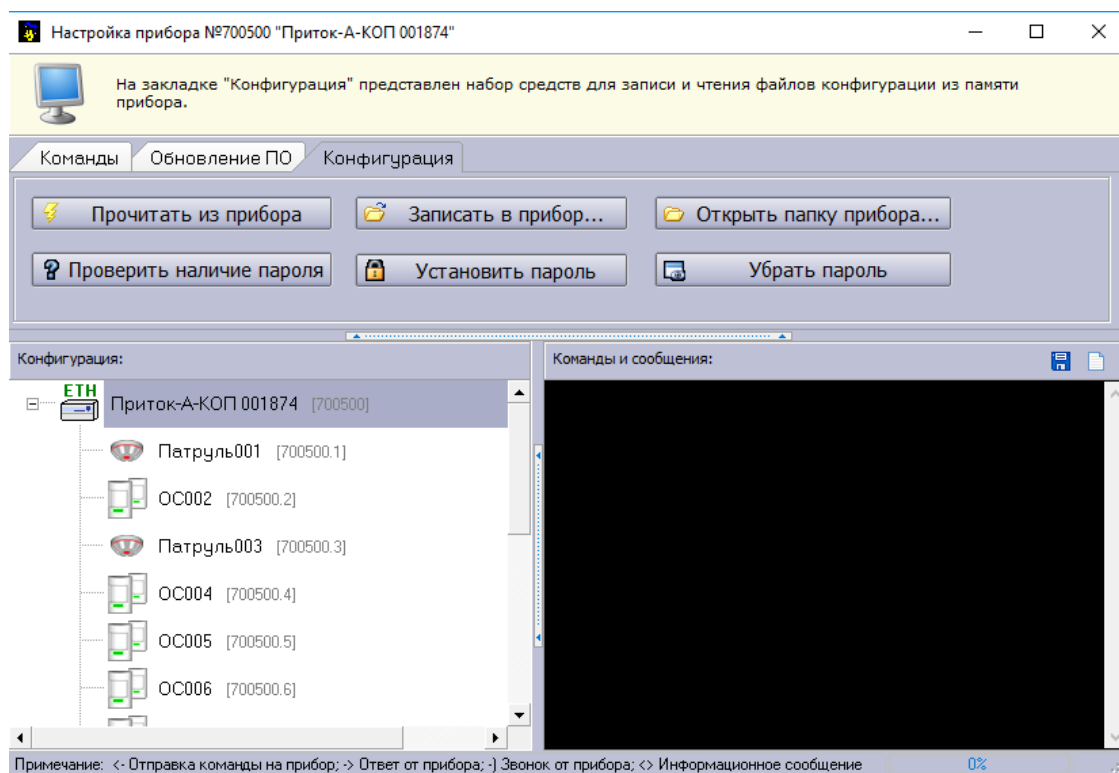 Настройка прибора №700500 "Приток-А-КОП 001874"
На закладке "Конфигурация" представлен набор средств для записи и чтения файлов конфигурации из памяти
прибора.
Команды Обновление ПО Конфигурация
Прочитать из прибора Записать в прибор... Открыть папку прибора...
Проверить наличие пароля Установить пароль Убрать пароль
Конфигурация: Команды и сообщения:
ETH
Приток-А-КОП 001874 [700500]
Патруль001 [700500.1]
ОС002 [700500.2]
Патруль003 [700500.3]
ОС004 [700500.4]
ОС005 [700500.5]
ОС006 [700500.6]
Примечание: <- Отправка команды на прибор; -> Ответ от прибора; -) Звонок от прибора; <> Информационное сообщение 0%